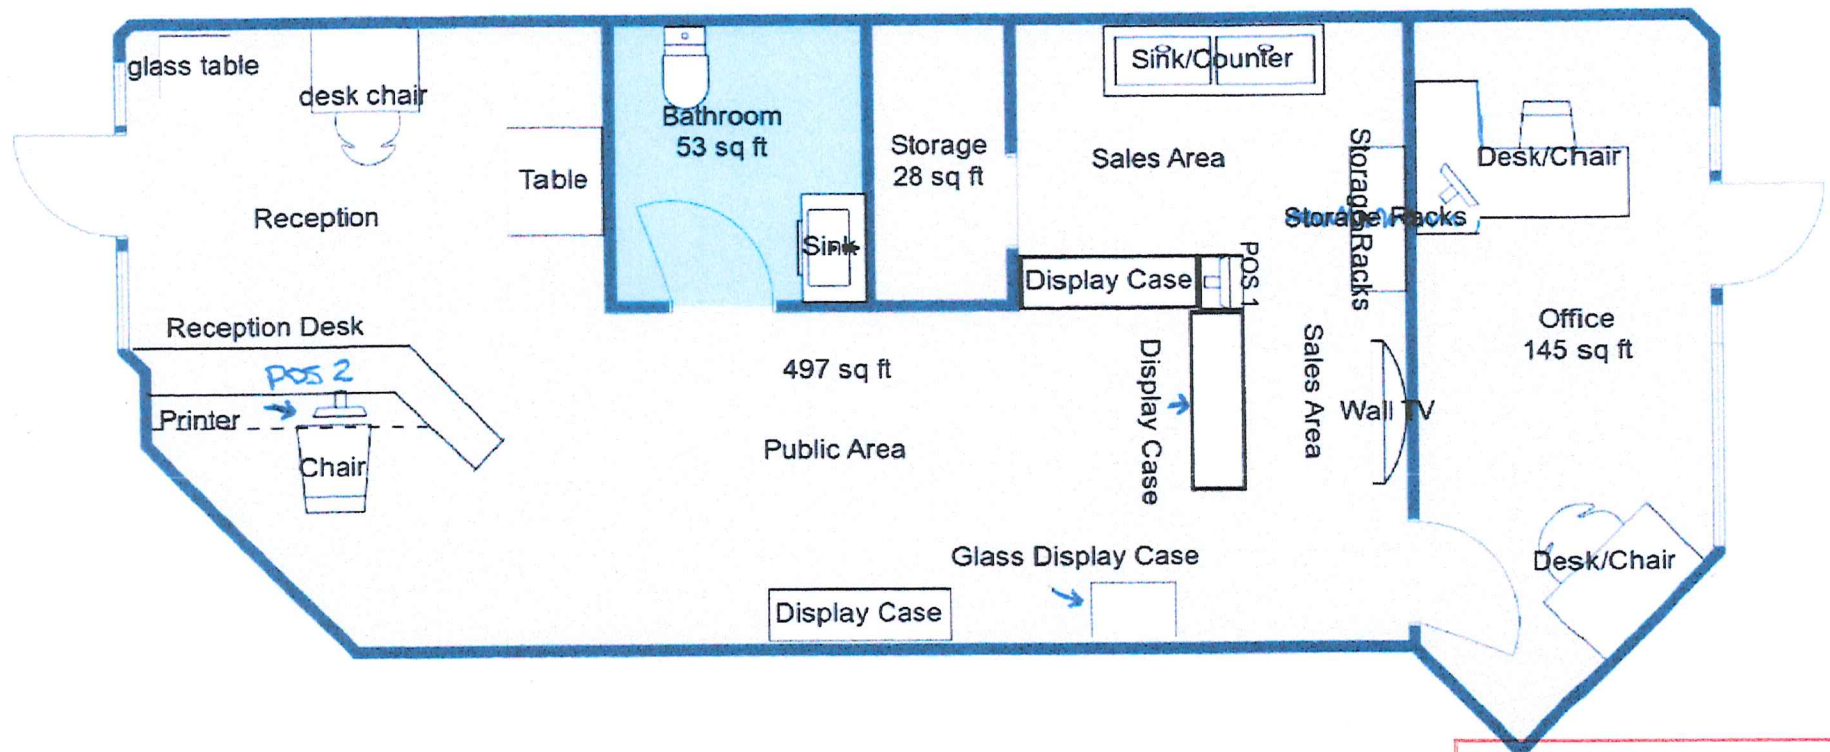 glass table
desk chair
Bathroom
53 sq ft
Sink/Counter
Storage
28 sq ft
Sales Area
Storage Racks
Desk/Chair
Table
Reception
Storage Racks
Sink
Display Case
POS 1
Reception Desk
POS 2
Printer
Chair
497 sq ft
Public Area
Display Case
Sales Area
Wall TV
Office
145 sq ft
Glass Display Case
Display Case
Desk/Chair